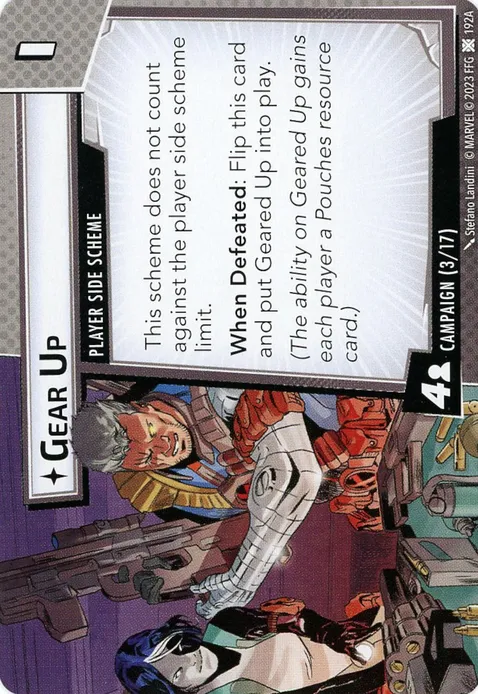 GEAR UP
PLAYER SIDE SCHEME
This scheme does not count
against the player side scheme
limit.
When Defeated: Flip this card
and put Geared Up into play.
(The ability on Geared Up gains
each player a Pouches resource
card.)
4
CAMPAIGN (3/17)
Stefano Landini © MARVEL © 2023 FFG 192A